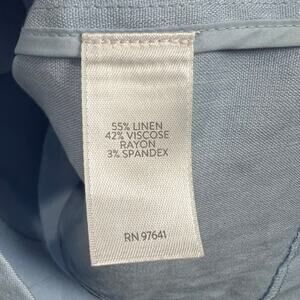 55% LINEN
42% VISCOSE
RAYON
3% SPANDEX
RN 97641